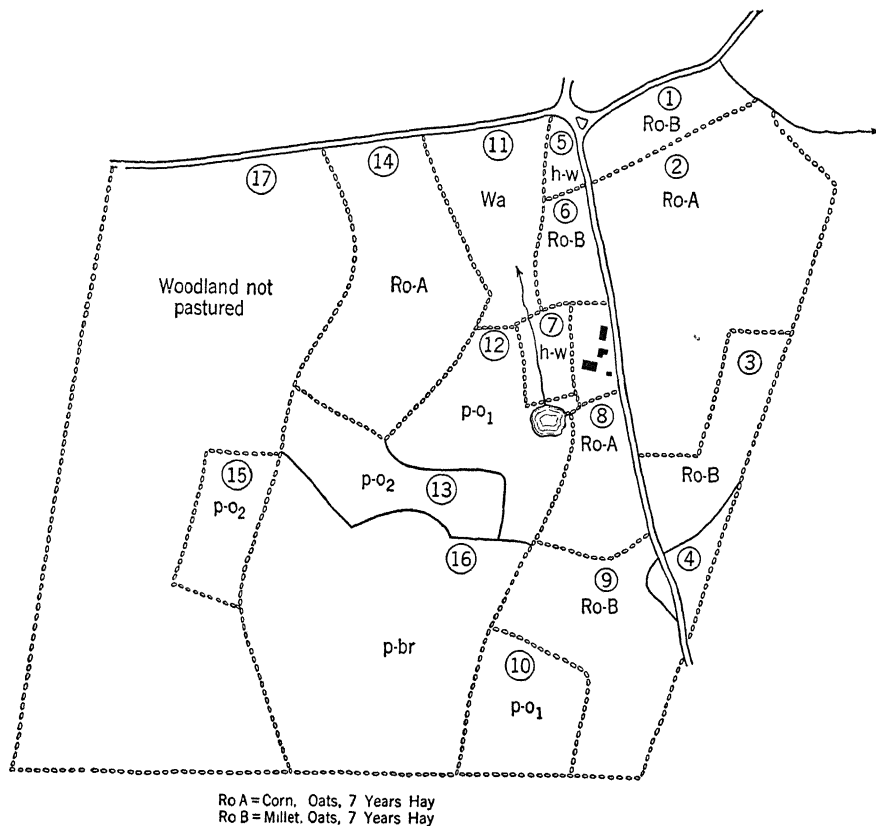 1
Ro-B
2
Ro-A
3
Ro-B
4
5
h-w
6
Ro-B
7
h-w
8
Ro-A
9
Ro-B
10
p-o₁
11
Wa
12
p-o₁
13
p-o₂
14
Ro-A
15
p-o₂
16
p-br
17
Woodland not
pastured
Ro A = Corn, Oats, 7 Years Hay
Ro B = Millet, Oats, 7 Years Hay